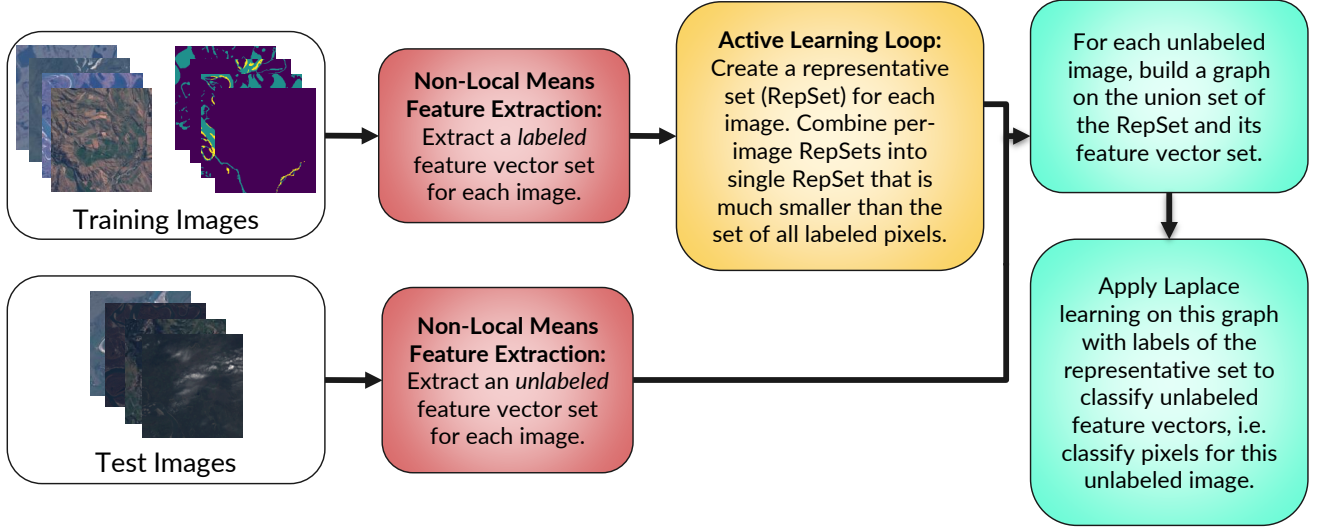 Training Images
Non-Local Means
Feature Extraction:
Extract a labeled
feature vector set
for each image.
Active Learning Loop:
Create a representative
set (RepSet) for each
image. Combine per-
image RepSets into
single RepSet that is
much smaller than the
set of all labeled pixels.
For each unlabeled
image, build a graph
on the union set of
the RepSet and its
feature vector set.
Test Images
Non-Local Means
Feature Extraction:
Extract an unlabeled
feature vector set
for each image.
Apply Laplace
learning on this graph
with labels of the
representative set to
classify unlabeled
feature vectors, i.e.
classify pixels for this
unlabeled image.